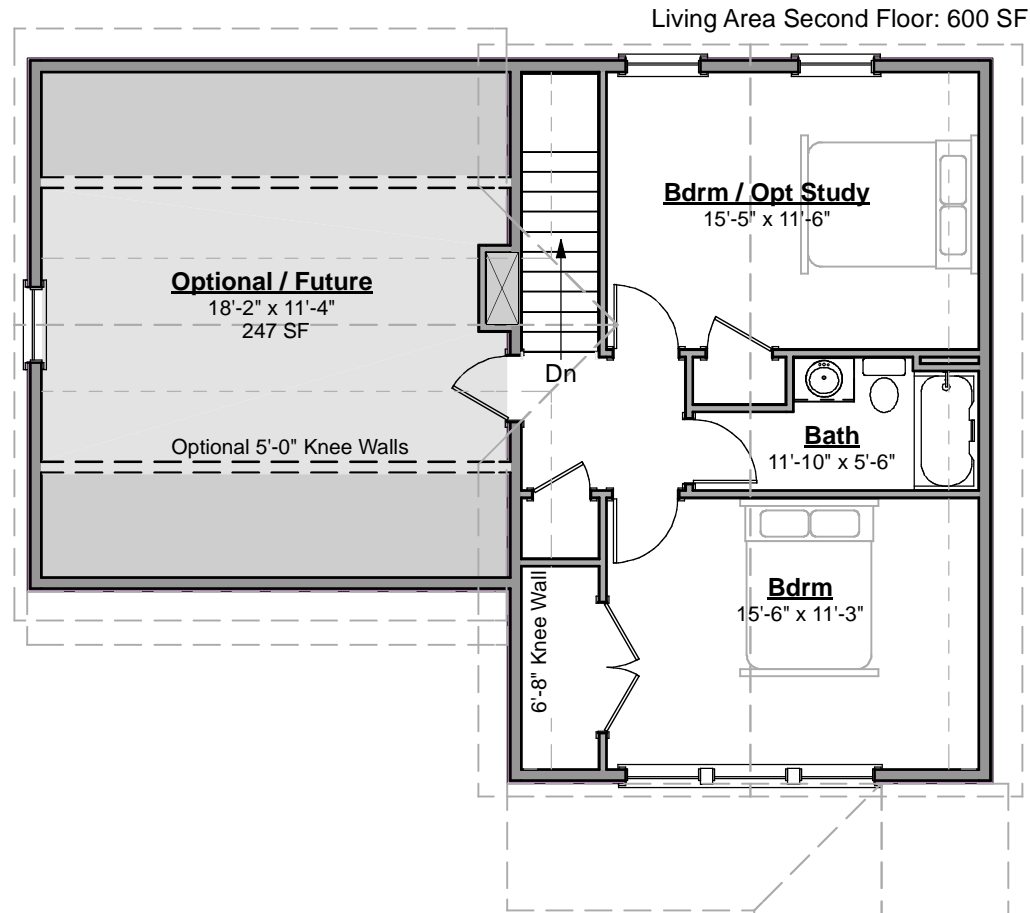 Living Area Second Floor: 600 SF
Bdrm / Opt Study
15'-5" x 11'-6"
Optional / Future
18'-2" x 11'-4"
247 SF
Dn
Optional 5'-0" Knee Walls
Bath
11'-10" x 5'-6"
6'-8" Knee Wall
Bdrm
15'-6" x 11'-3"